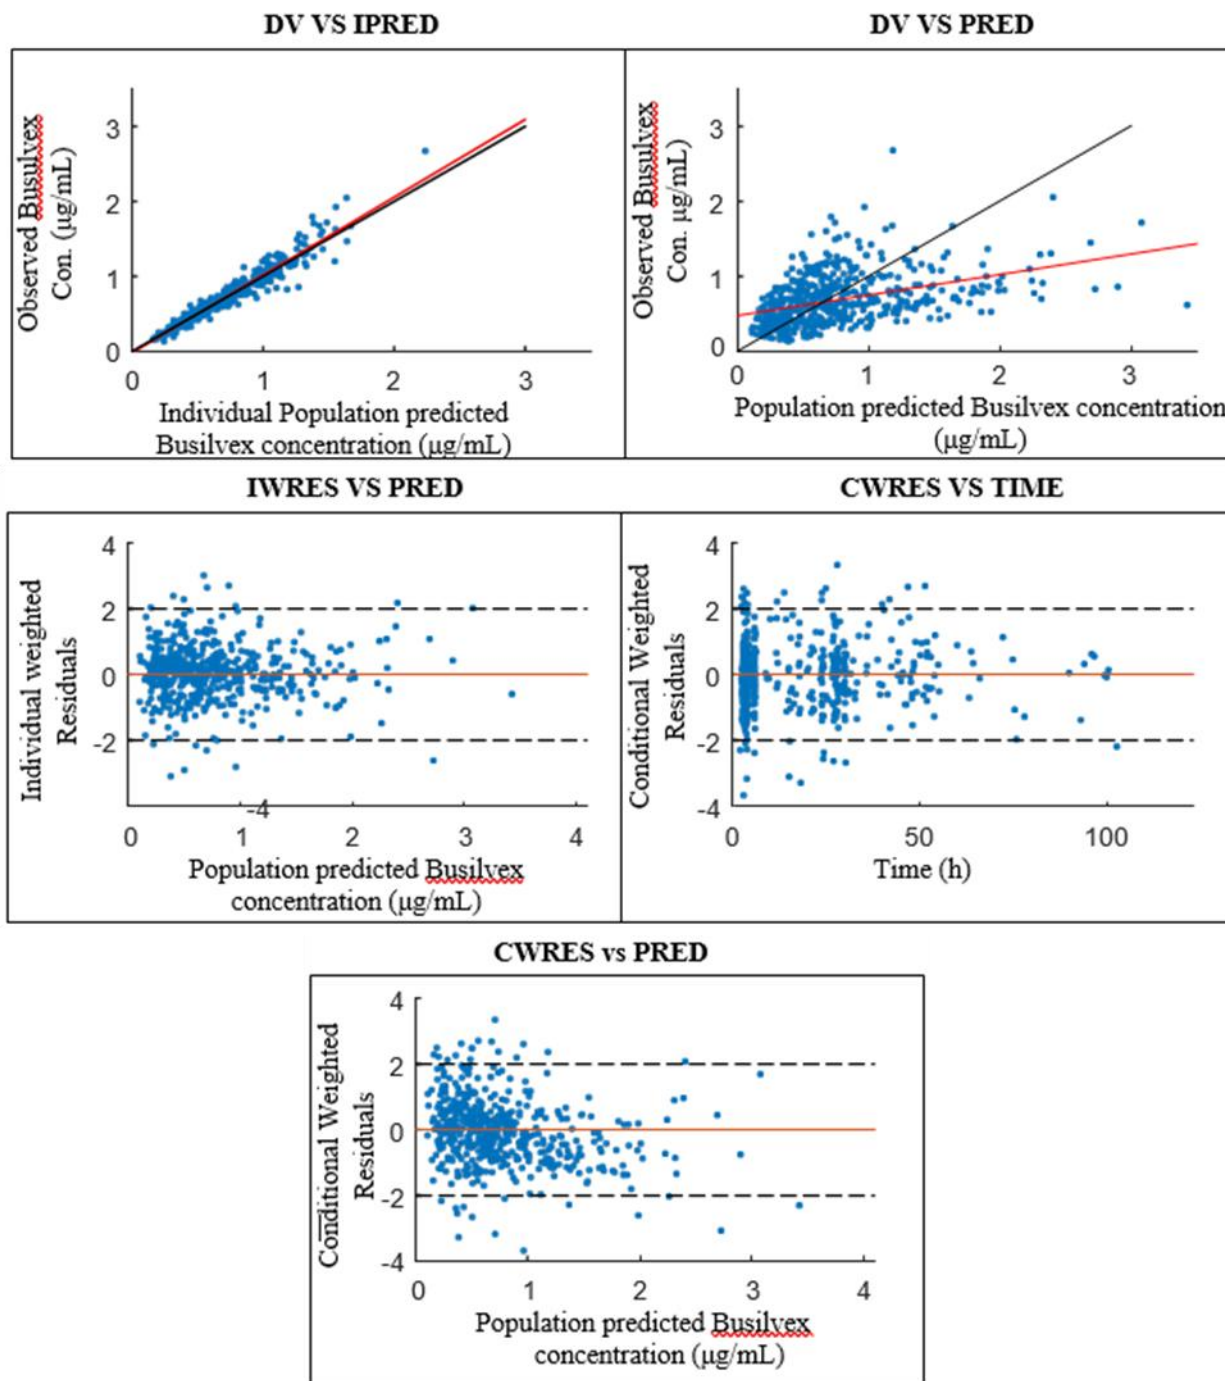 DV VS IPRED
Observed Busulvex
Con. (µg/mL)
3
2
1
0
0 1 2 3
Individual Population predicted
Busilvex concentration (µg/mL)
DV VS PRED
Observed Busulvex
Con. µg/mL)
3
2
1
0
0 1 2 3
Population predicted Busilvex concentration
(µg/mL)
IWRES VS PRED
Individual weighted
Residuals
4
2
0
-2
-4
0 1 2 3 4
Population predicted Busilvex
concentration (µg/mL)
CWRES VS TIME
Conditional Weighted
Residuals
4
2
0
-2
-4
0 50 100
Time (h)
CWRES vs PRED
Conditional Weighted
Residuals
4
2
0
-2
-4
0 1 2 3 4
Population predicted Busilvex
concentration (µg/mL)